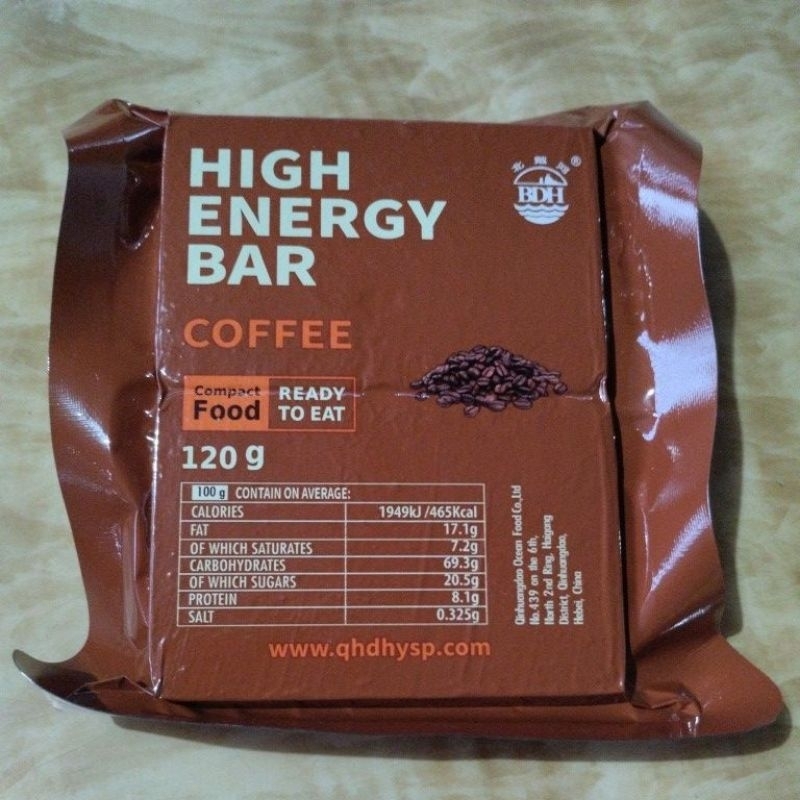 HIGH
ENERGY
BAR
北戴河®
BDH
COFFEE
Compact
Food
READY
TO EAT
120 g
100 g CONTAIN ON AVERAGE:
CALORIES 1949kJ /465Kcal
FAT 17.1g
OF WHICH SATURATES 7.2g
CARBOHYDRATES 69.3g
OF WHICH SUGARS 20.5g
PROTEIN 8.1g
SALT 0.325g
www.qhdhysp.com
Qinhuangdao Ocean Food Co.,Ltd
No.439 on the 6th,
North 2nd Ring, Haigang
District, Qinhuangdao,
Hebei, China